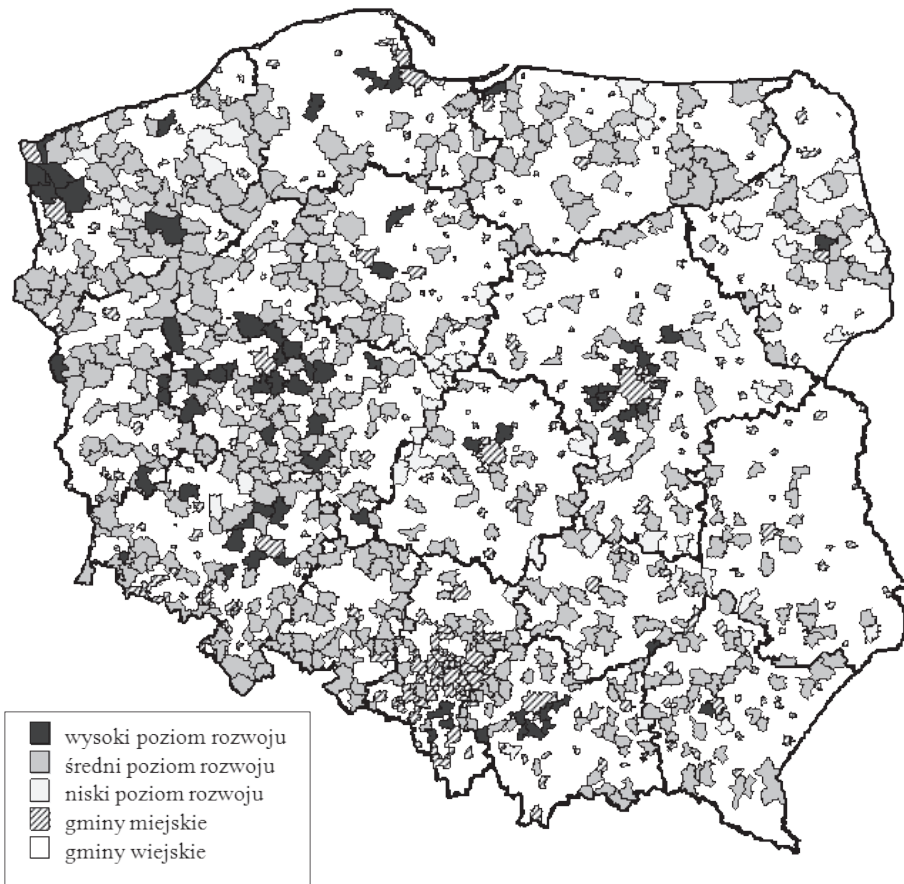 wysoki poziom rozwoju
średni poziom rozwoju
niski poziom rozwoju
gminy miejskie
gminy wiejskie